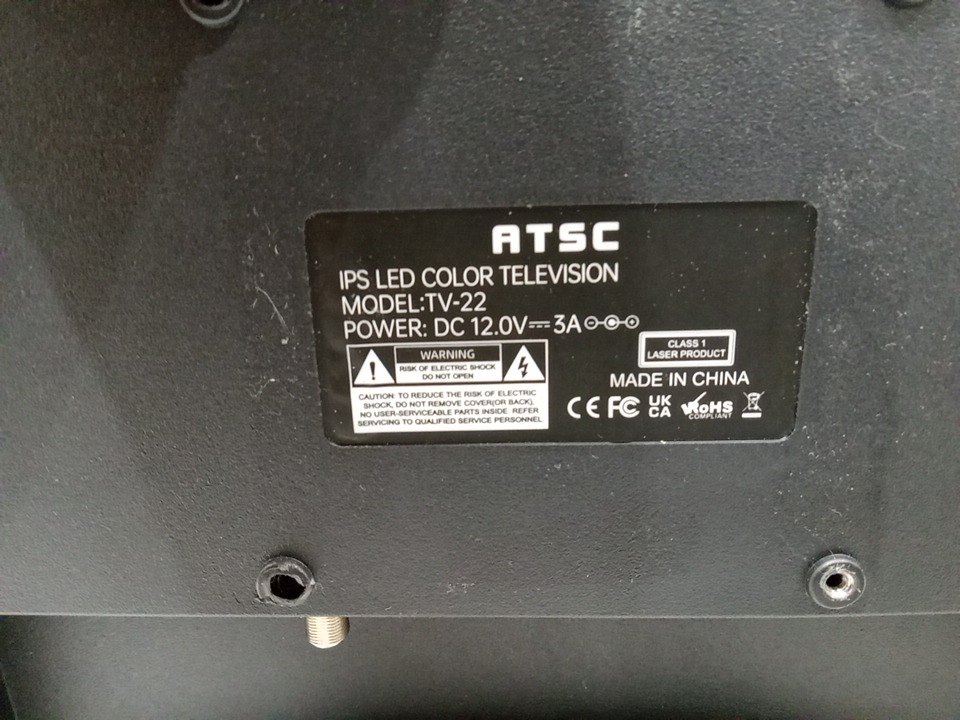 ATSC
IPS LED COLOR TELEVISION
MODEL:TV-22
POWER: DC 12.0V⎓3A
CLASS 1
LASER PRODUCT
WARNING
RISK OF ELECTRIC SHOCK
DO NOT OPEN
CAUTION: TO REDUCE THE RISK OF ELECTRIC
SHOCK, DO NOT REMOVE COVER(OR BACK),
NO USER-SERVICEABLE PARTS INSIDE. REFER
SERVICING TO QUALIFIED SERVICE PERSONNEL.
MADE IN CHINA
CE FC UK
CA RoHS
COMPLIANT